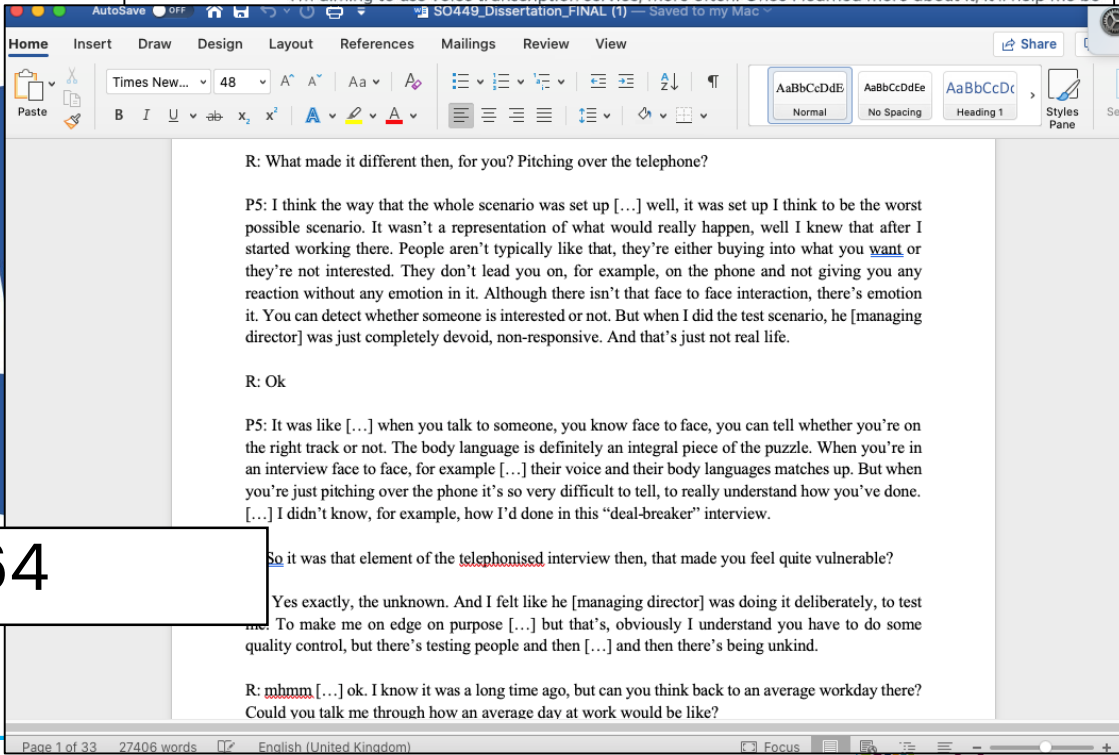 AutoSave OFF SO449_Dissertation_FINAL (1) — Saved to my Mac
Home Insert Draw Design Layout References Mailings Review View Share
Times New... 48 Aa
Paste B I U ab x₂ x² A A AaBbCcDdE Normal AaBbCcDdEe No Spacing AaBbCcDc Heading 1 Styles Pane
R: What made it different then, for you? Pitching over the telephone?
P5: I think the way that the whole scenario was set up […] well, it was set up I think to be the worst
possible scenario. It wasn’t a representation of what would really happen, well I knew that after I
started working there. People aren’t typically like that, they’re either buying into what you want or
they’re not interested. They don’t lead you on, for example, on the phone and not giving you any
reaction without any emotion in it. Although there isn’t that face to face interaction, there’s emotion
it. You can detect whether someone is interested or not. But when I did the test scenario, he [managing
director] was just completely devoid, non-responsive. And that’s just not real life.
R: Ok
P5: It was like […] when you talk to someone, you know face to face, you can tell whether you’re on
the right track or not. The body language is definitely an integral piece of the puzzle. When you’re in
an interview face to face, for example […] their voice and their body languages matches up. But when
you’re just pitching over the phone it’s so very difficult to tell, to really understand how you’ve done.
[…] I didn’t know, for example, how I’d done in this “deal-breaker” interview.
So it was that element of the telephonised interview then, that made you feel quite vulnerable?
64
Yes exactly, the unknown. And I felt like he [managing director] was doing it deliberately, to test
To make me on edge on purpose […] but that’s, obviously I understand you have to do some
quality control, but there’s testing people and then […] and then there’s being unkind.
R: mhmm […] ok. I know it was a long time ago, but can you think back to an average workday there?
Could you talk me through how an average day at work would be like?
Page 1 of 33 27406 words English (United Kingdom) Focus